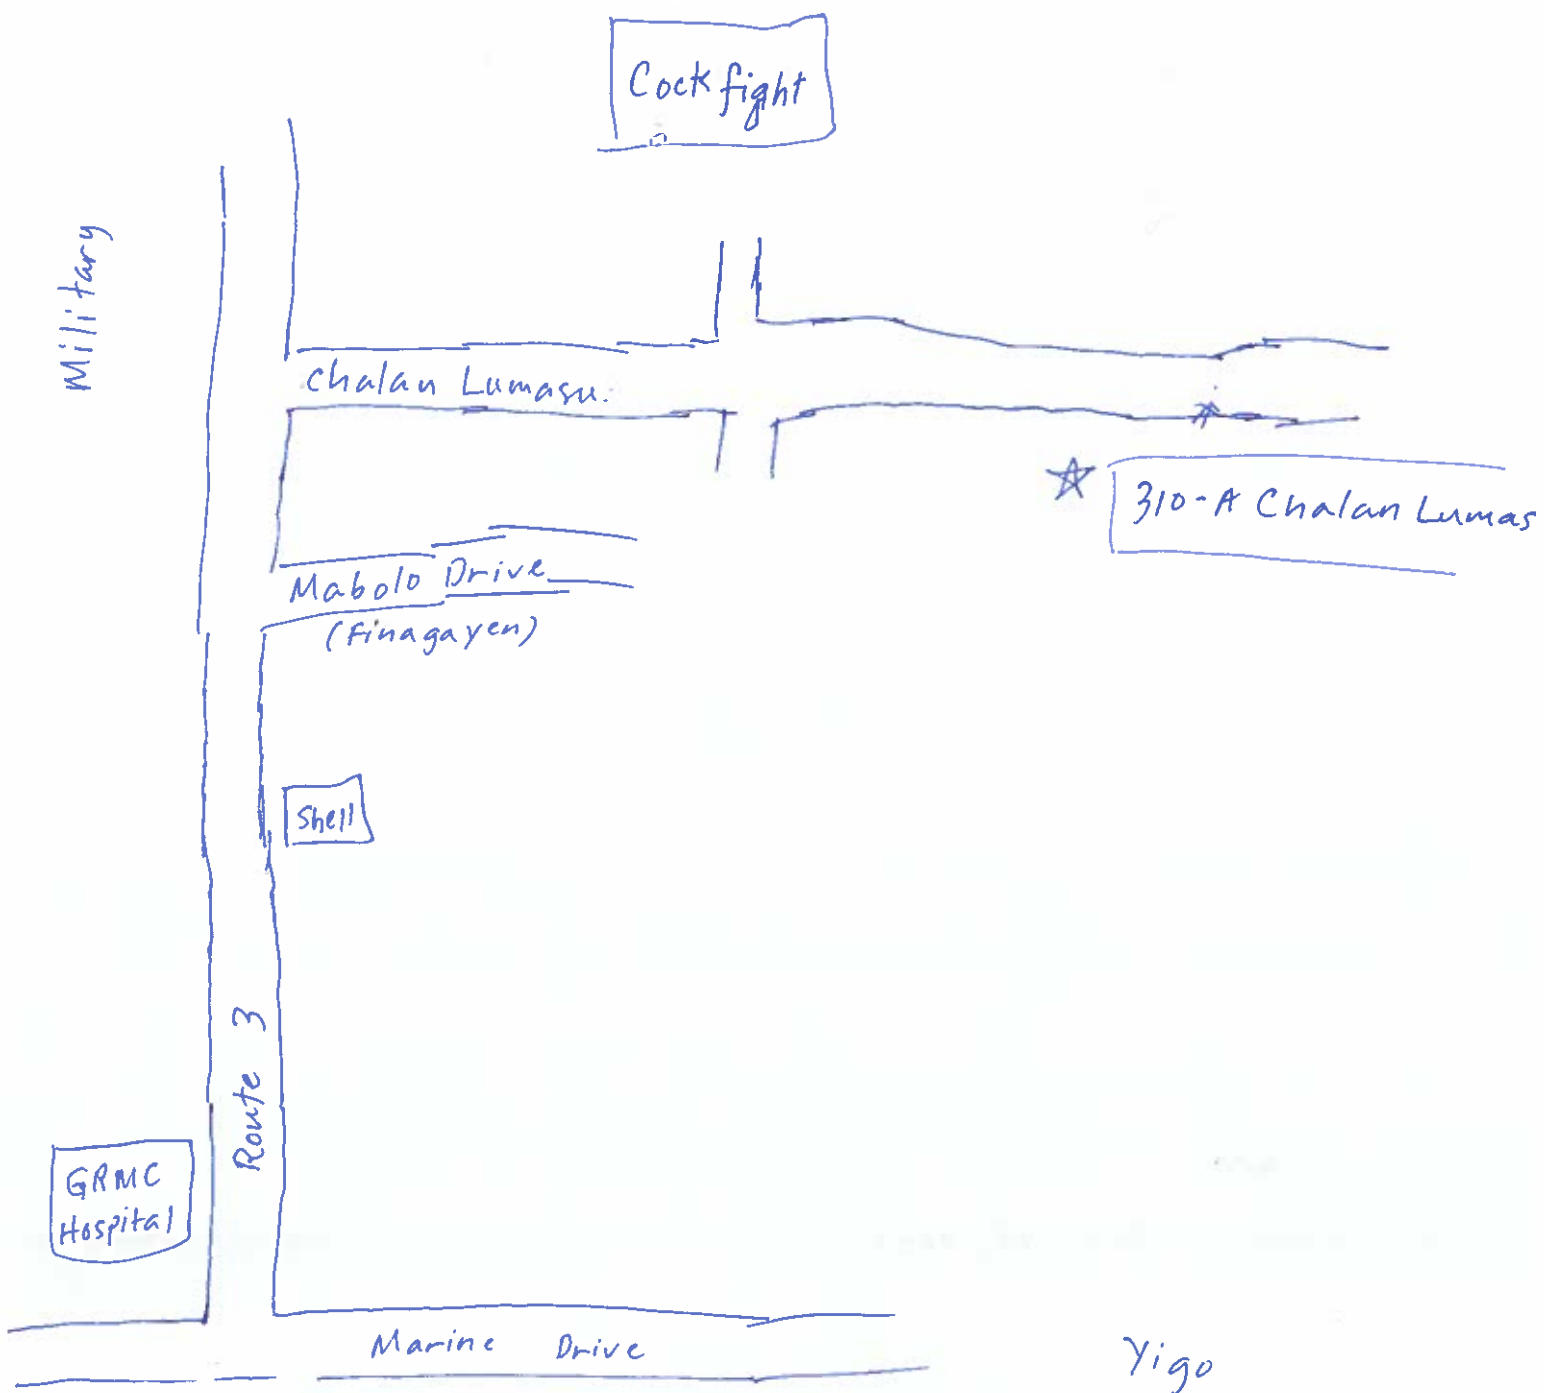 Cock fight
Military
Chalan Lumasu.
310-A Chalan Lumas
Mabolo Drive
(Finagayen)
Shell
Route 3
GRMC
Hospital
Marine Drive
Yigo